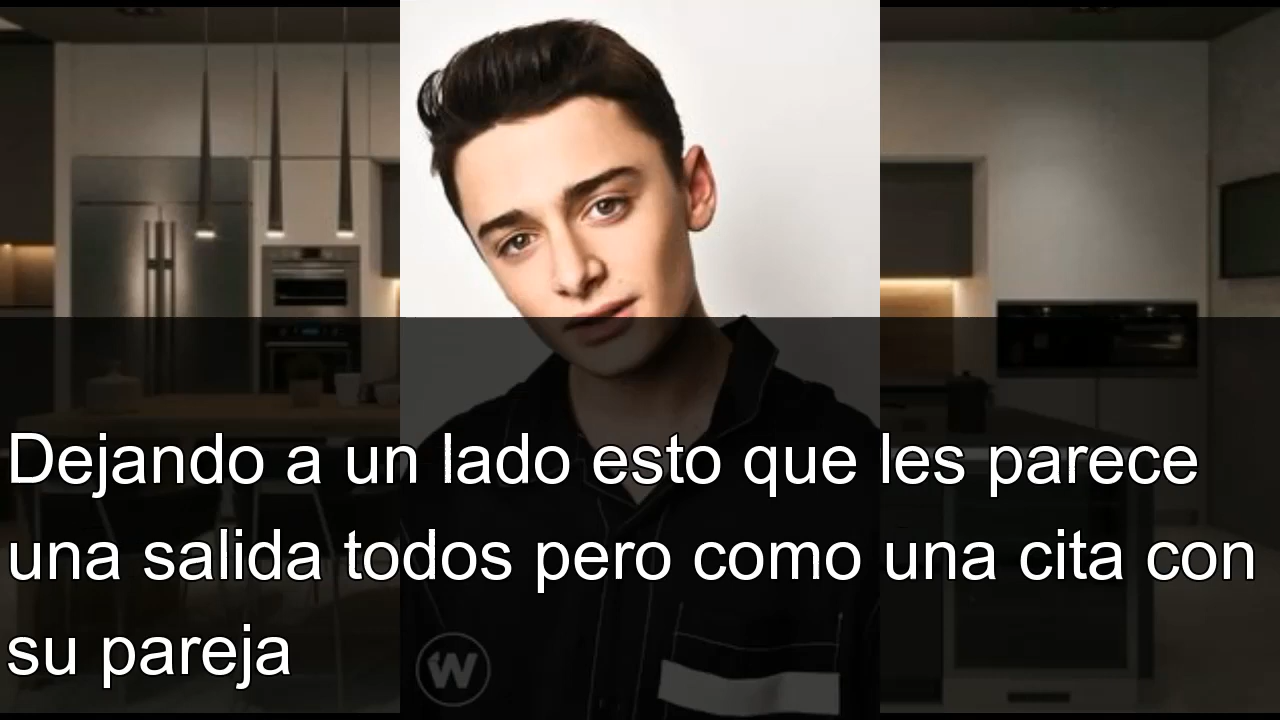 Dejando a un lado esto que les parece
una salida todos pero como una cita con
su pareja
W